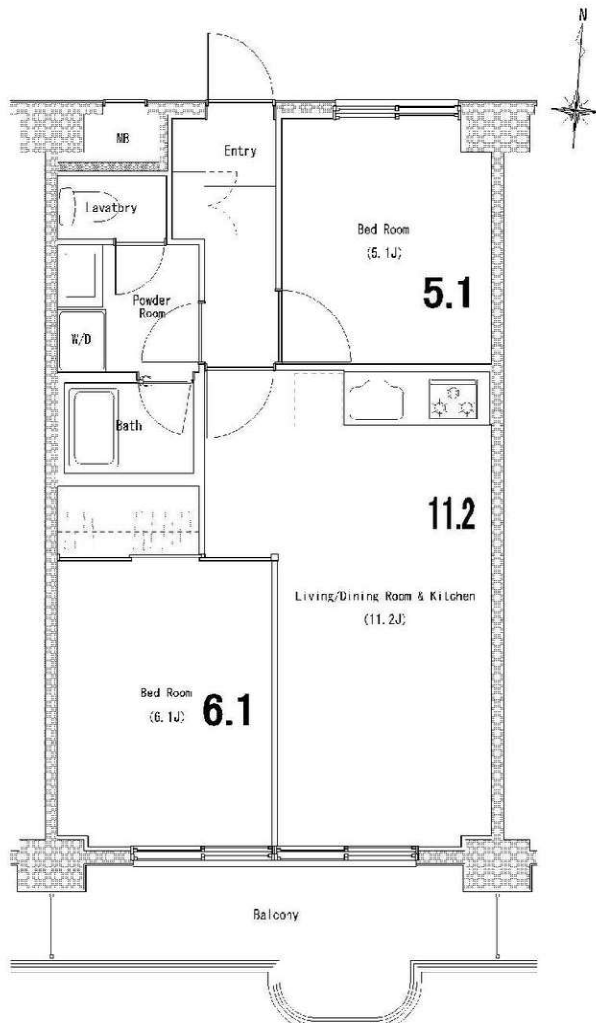 N
MB
Entry
Lavatory
Bed Room
(5.1J)
5.1
Powder
Room
W/D
Bath
11.2
Living/Dining Room & Kitchen
(11.2J)
Bed Room
(6.1J)
6.1
Balcony